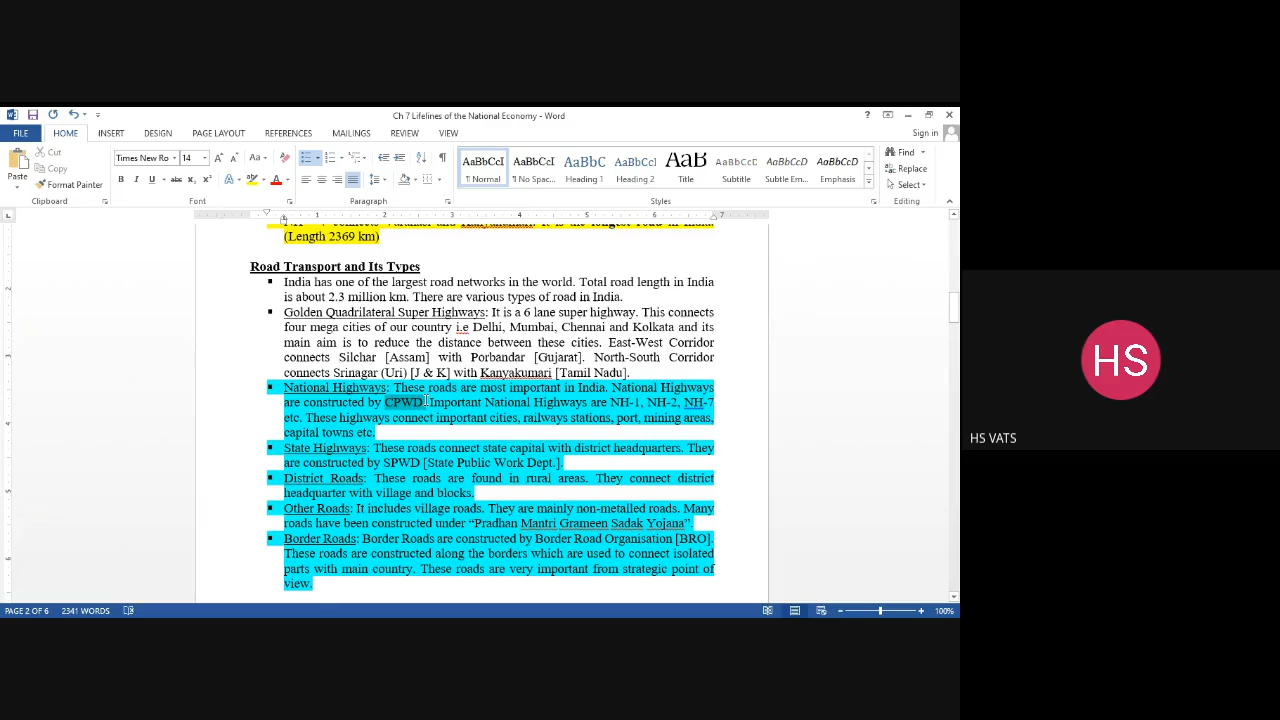 Ch 7 Lifelines of the National Economy - Word
Sign in
FILE HOME INSERT DESIGN PAGE LAYOUT REFERENCES MAILINGS REVIEW VIEW
Paste
Cut
Copy
Format Painter
Clipboard
Times New Ro 14
Font
Paragraph
AaBbCcI AaBbCcI AaBbC AaBbCcI AaB AaBbCcD AaBbCcD AaBbCcD
¶ Normal ¶ No Spac... Heading 1 Heading 2 Title Subtitle Subtle Em... Emphasis
Styles
Find
Replace
Select
Editing
(Length 2369 km)
Road Transport and Its Types
India has one of the largest road networks in the world. Total road length in India
is about 2.3 million km. There are various types of road in India.
Golden Quadrilateral Super Highways: It is a 6 lane super highway. This connects
four mega cities of our country i.e Delhi, Mumbai, Chennai and Kolkata and its
main aim is to reduce the distance between these cities. East-West Corridor
connects Silchar [Assam] with Porbandar [Gujarat]. North-South Corridor
connects Srinagar (Uri) [J & K] with Kanyakumari [Tamil Nadu].
National Highways: These roads are most important in India. National Highways
are constructed by CPWD. Important National Highways are NH-1, NH-2, NH-7
etc. These highways connect important cities, railways stations, port, mining areas,
capital towns etc.
State Highways: These roads connect state capital with district headquarters. They
are constructed by SPWD [State Public Work Dept.].
District Roads: These roads are found in rural areas. They connect district
headquarter with village and blocks.
Other Roads: It includes village roads. They are mainly non-metalled roads. Many
roads have been constructed under “Pradhan Mantri Grameen Sadak Yojana”.
Border Roads: Border Roads are constructed by Border Road Organisation [BRO].
These roads are constructed along the borders which are used to connect isolated
parts with main country. These roads are very important from strategic point of
view.
PAGE 2 OF 6 2341 WORDS 100%
HS
HS VATS